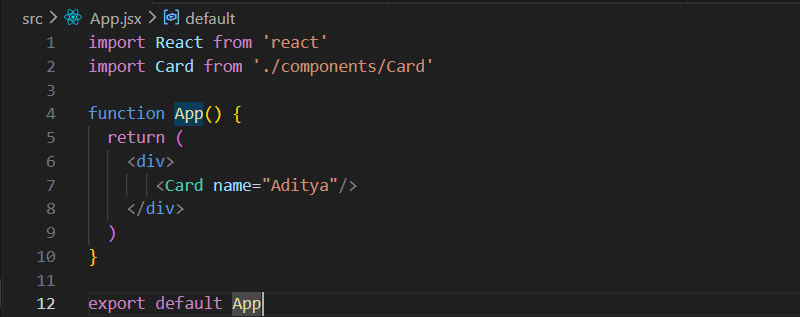 src > App.jsx > default
1 import React from 'react'
2 import Card from './components/Card'
3
4 function App() {
5   return (
6     <div>
7       <Card name="Aditya"/>
8     </div>
9   )
10 }
11
12 export default App